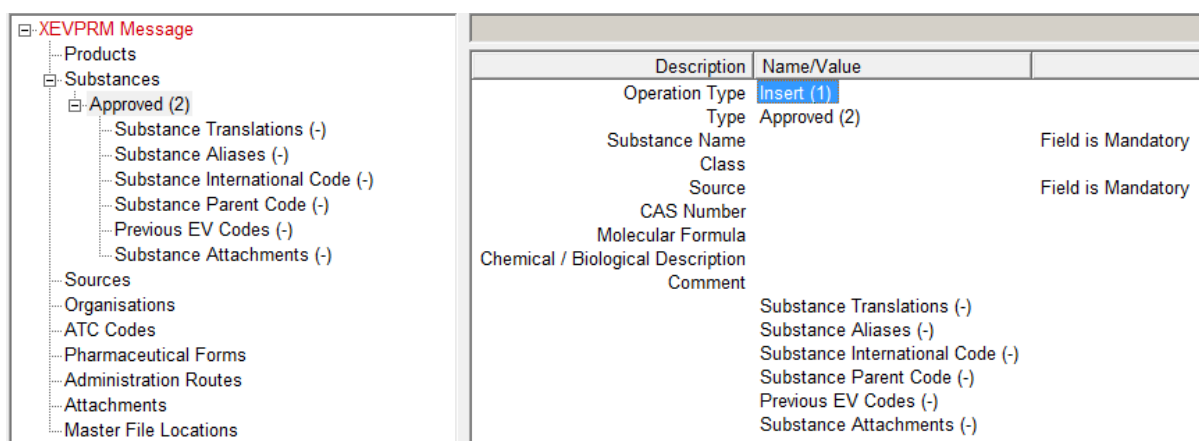 XEVPRM Message
Products
Substances
Approved (2)
Substance Translations (-)
Substance Aliases (-)
Substance International Code (-)
Substance Parent Code (-)
Previous EV Codes (-)
Substance Attachments (-)
Sources
Organisations
ATC Codes
Pharmaceutical Forms
Administration Routes
Attachments
Master File Locations
Description Name/Value
Operation Type Insert (1)
Type Approved (2)
Substance Name Field is Mandatory
Class
Source Field is Mandatory
CAS Number
Molecular Formula
Chemical / Biological Description
Comment
Substance Translations (-)
Substance Aliases (-)
Substance International Code (-)
Substance Parent Code (-)
Previous EV Codes (-)
Substance Attachments (-)